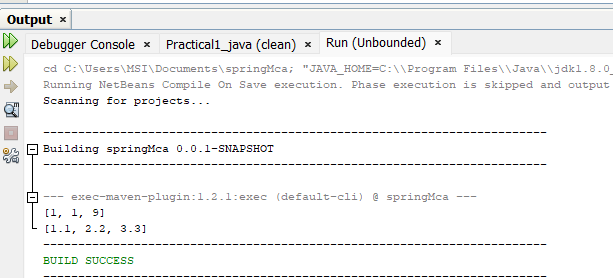 Output ×
Debugger Console × Practical1_java (clean) × Run (Unbounded) ×
cd C:\Users\MSI\Documents\springMca; "JAVA_HOME=C:\\Program Files\\Java\\jdk1.8.0_
Running NetBeans Compile On Save execution. Phase execution is skipped and output
Scanning for projects...
------------------------------------------------------------------------
Building springMca 0.0.1-SNAPSHOT
------------------------------------------------------------------------
--- exec-maven-plugin:1.2.1:exec (default-cli) @ springMca ---
[1, 1, 9]
[1.1, 2.2, 3.3]
------------------------------------------------------------------------
BUILD SUCCESS
------------------------------------------------------------------------